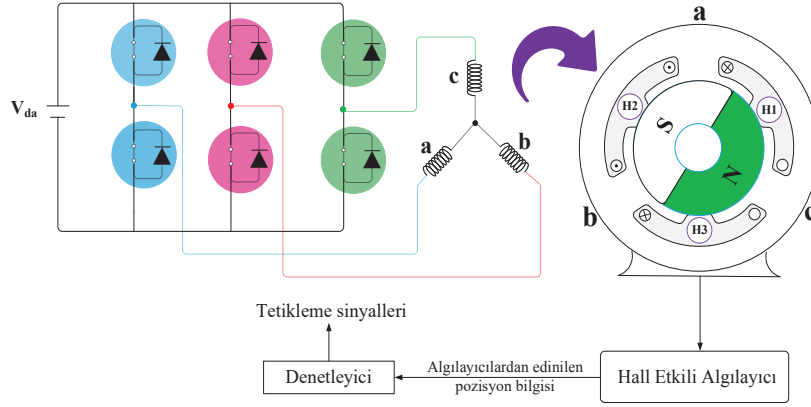 a
V_da
c
a
b
H2
H1
S
N
H3
b
c
Tetikleme sinyalleri
Denetleyici
Algılayıcılardan edinilen
pozisyon bilgisi
Hall Etkili Algılayıcı